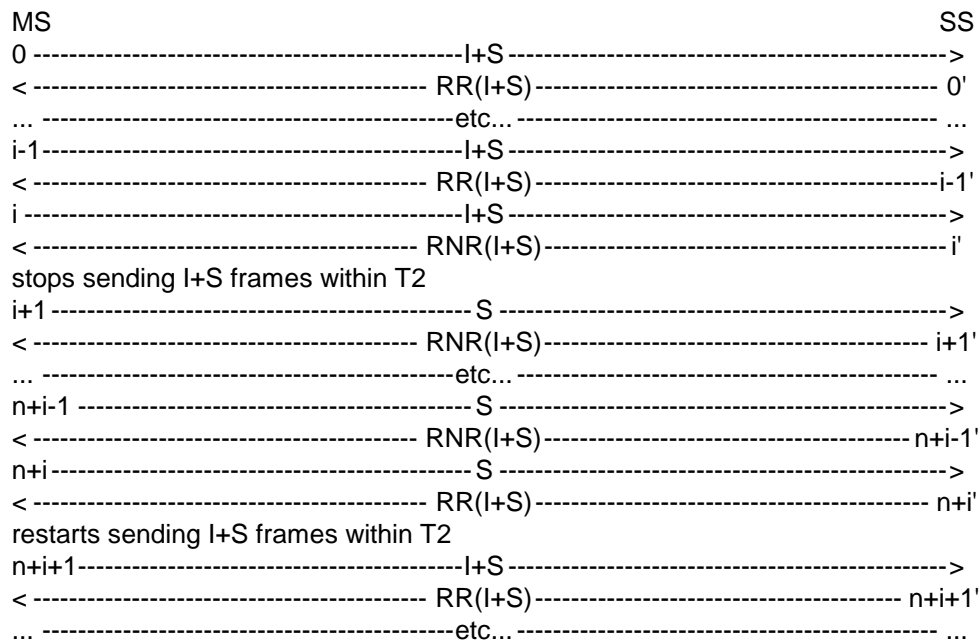 MS SS
0 ------------------------------------------------I+S -------------------------------------------------->
< -------------------------------------------- RR(I+S)--------------------------------------------- 0'
... ----------------------------------------------etc... ----------------------------------------------- ...
i-1-----------------------------------------------I+S -------------------------------------------------->
< -------------------------------------------- RR(I+S)---------------------------------------------i-1'
i -------------------------------------------------I+S -------------------------------------------------->
< ------------------------------------------- RNR(I+S)--------------------------------------------- i'
stops sending I+S frames within T2
i+1 ----------------------------------------------- S -------------------------------------------------->
< ------------------------------------------- RNR(I+S)------------------------------------------- i+1'
... ----------------------------------------------etc... ----------------------------------------------- ...
n+i-1 -------------------------------------------- S -------------------------------------------------->
< ------------------------------------------- RNR(I+S)----------------------------------------- n+i-1'
n+i ----------------------------------------------- S -------------------------------------------------->
< -------------------------------------------- RR(I+S)-------------------------------------------- n+i'
restarts sending I+S frames within T2
n+i+1-------------------------------------------I+S -------------------------------------------------->
< -------------------------------------------- RR(I+S)----------------------------------------- n+i+1'
... ----------------------------------------------etc... ----------------------------------------------- ...